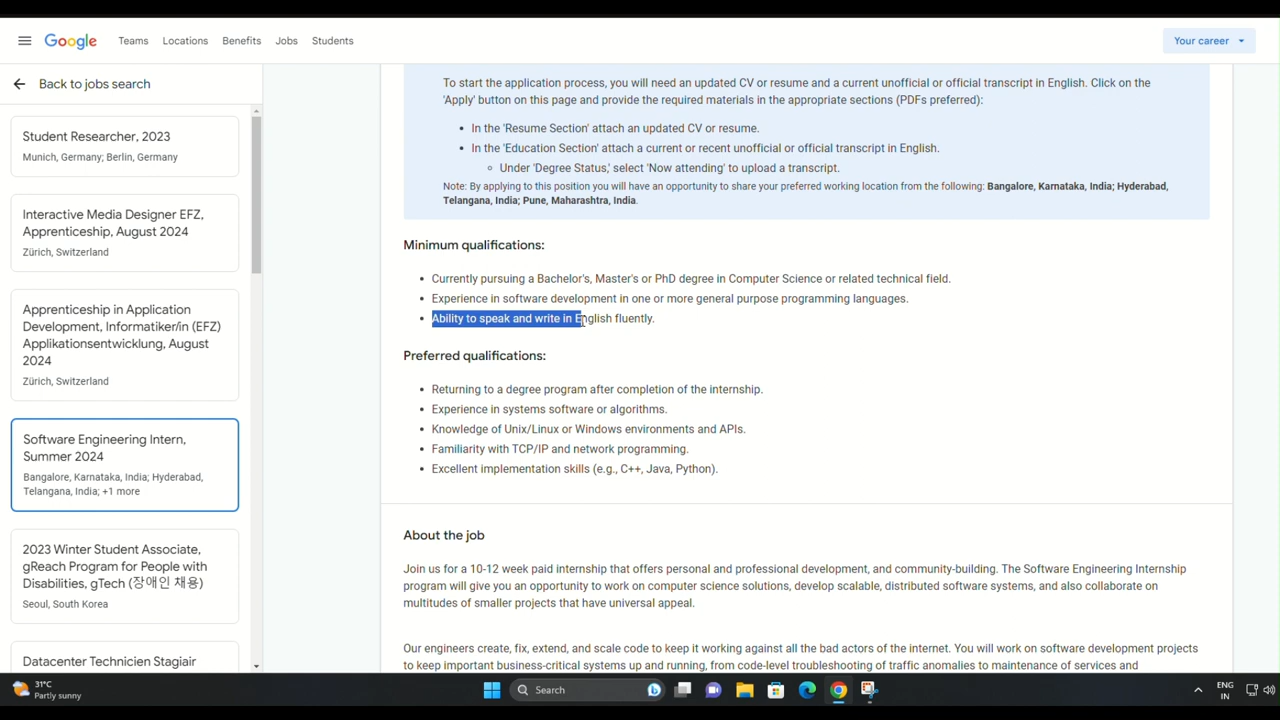 Google
Teams
Locations
Benefits
Jobs
Students
Your career
Back to jobs search
Student Researcher, 2023
Munich, Germany; Berlin, Germany
Interactive Media Designer EFZ,
Apprenticeship, August 2024
Zürich, Switzerland
Apprenticeship in Application
Development, Informatiker/in (EFZ)
Applikationsentwicklung, August
2024
Zürich, Switzerland
Software Engineering Intern,
Summer 2024
Bangalore, Karnataka, India; Hyderabad,
Telangana, India; +1 more
2023 Winter Student Associate,
gReach Program for People with
Disabilities, gTech (장애인 채용)
Seoul, South Korea
Datacenter Technicien Stagiair
To start the application process, you will need an updated CV or resume and a current unofficial or official transcript in English. Click on the
'Apply' button on this page and provide the required materials in the appropriate sections (PDFs preferred):
• In the 'Resume Section' attach an updated CV or resume.
• In the 'Education Section' attach a current or recent unofficial or official transcript in English.
◦ Under 'Degree Status,' select 'Now attending' to upload a transcript.
Note: By applying to this position you will have an opportunity to share your preferred working location from the following: Bangalore, Karnataka, India; Hyderabad,
Telangana, India; Pune, Maharashtra, India.
Minimum qualifications:
• Currently pursuing a Bachelor's, Master's or PhD degree in Computer Science or related technical field.
• Experience in software development in one or more general purpose programming languages.
• Ability to speak and write in English fluently.
Preferred qualifications:
• Returning to a degree program after completion of the internship.
• Experience in systems software or algorithms.
• Knowledge of Unix/Linux or Windows environments and APIs.
• Familiarity with TCP/IP and network programming.
• Excellent implementation skills (e.g., C++, Java, Python).
About the job
Join us for a 10-12 week paid internship that offers personal and professional development, and community-building. The Software Engineering Internship
program will give you an opportunity to work on computer science solutions, develop scalable, distributed software systems, and also collaborate on
multitudes of smaller projects that have universal appeal.
Our engineers create, fix, extend, and scale code to keep it working against all the bad actors of the internet. You will work on software development projects
to keep important business-critical systems up and running, from code-level troubleshooting of traffic anomalies to maintenance of services and
31°C
Partly sunny
Search
ENG
IN